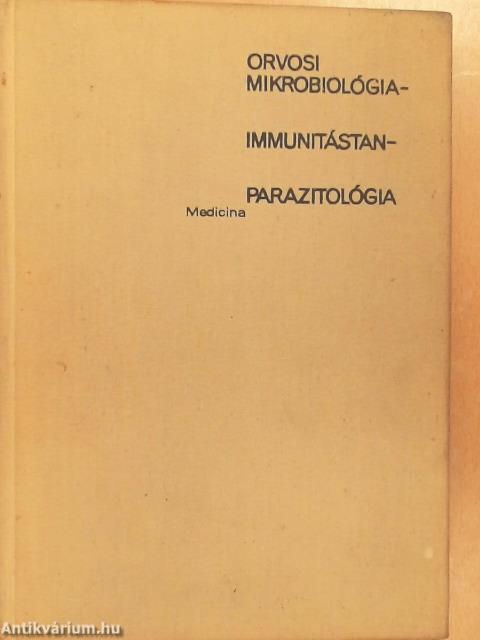 ORVOSI
MIKROBIOLÓGIA-
IMMUNITÁSTAN-
PARAZITOLÓGIA
Medicina
Antikvárium.hu